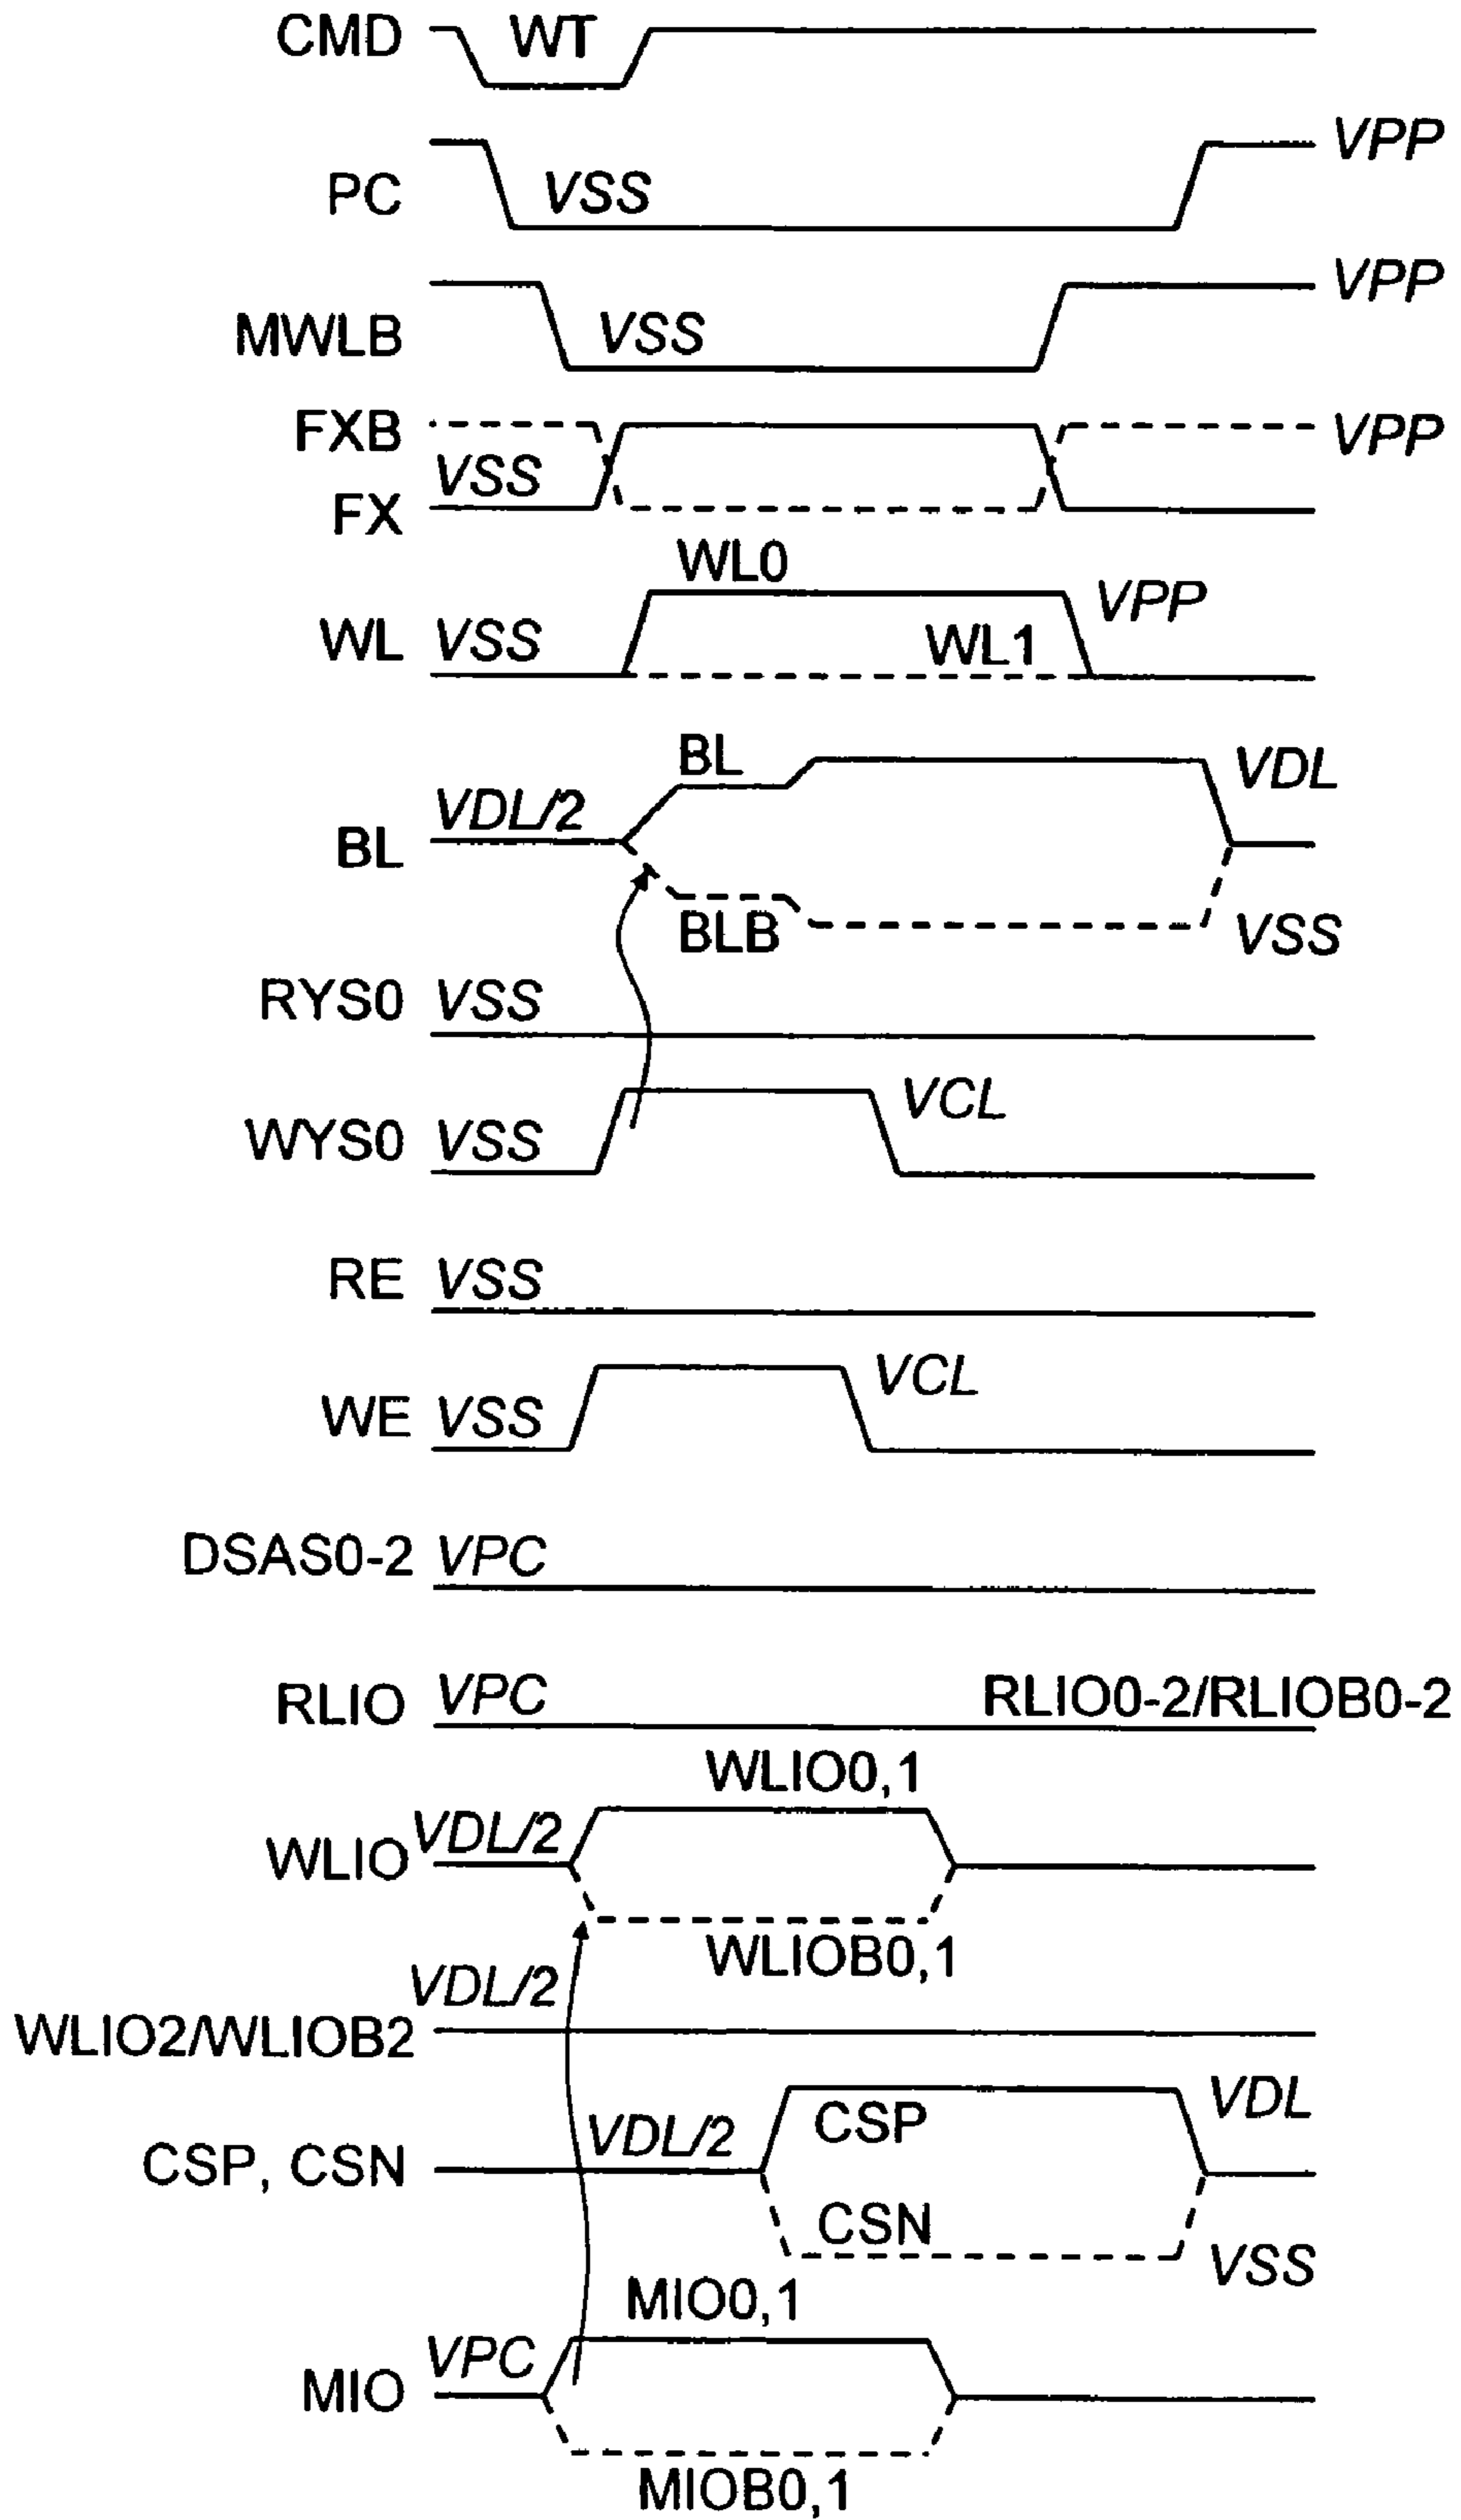 CMD WT
PC VSS VPP
MWLB VSS VPP
FXB VPP
VSS
FX
WL0
WL VSS WL1 VPP
BL VDL
VDL/2
BL
BLB VSS
RYS0 VSS
WYS0 VSS VCL
RE VSS
WE VSS VCL
DSAS0-2 VPC
RLIO VPC RLIO0-2/RLIOB0-2
WLIO0,1
WLIO VDL/2
WLIOB0,1
VDL/2
WLIO2/WLIOB2
CSP VDL
CSP, CSN VDL/2
CSN VSS
MIO0,1
MIO VPC
MIOB0,1